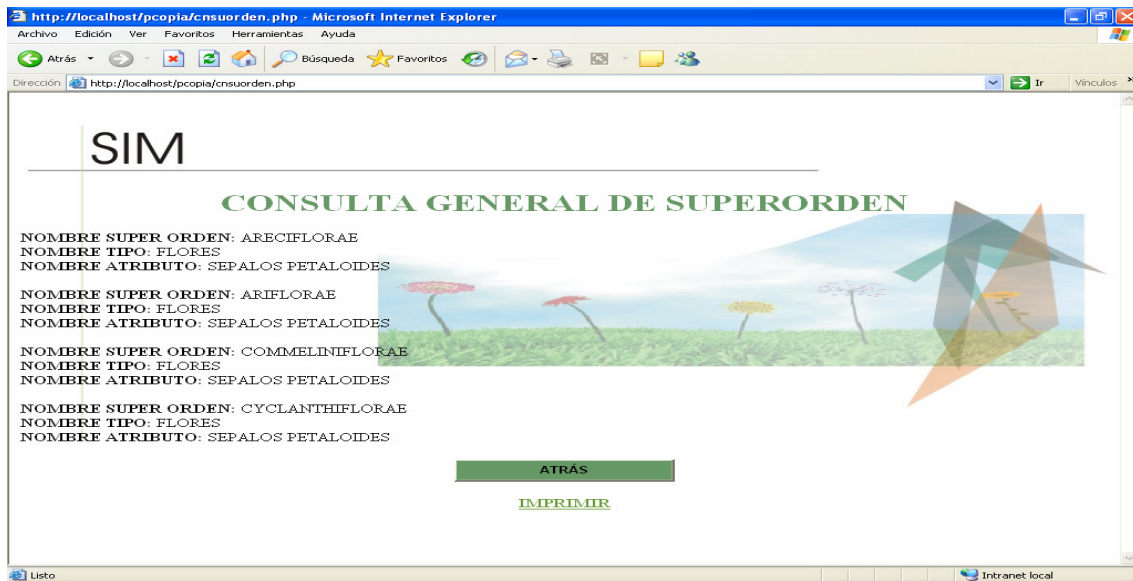 http://localhost/pcopia/cnsuorden.php - Microsoft Internet Explorer
Archivo Edición Ver Favoritos Herramientas Ayuda
Atrás Búsqueda Favoritos
Dirección http://localhost/pcopia/cnsuorden.php Ir Vínculos »
SIM
CONSULTA GENERAL DE SUPERORDEN
NOMBRE SUPER ORDEN: ARECIFLORAE
NOMBRE TIPO: FLORES
NOMBRE ATRIBUTO: SEPALOS PETALOIDES
NOMBRE SUPER ORDEN: ARIFLORAE
NOMBRE TIPO: FLORES
NOMBRE ATRIBUTO: SEPALOS PETALOIDES
NOMBRE SUPER ORDEN: COMMELINIFLORAE
NOMBRE TIPO: FLORES
NOMBRE ATRIBUTO: SEPALOS PETALOIDES
NOMBRE SUPER ORDEN: CYCLANTHIFLORAE
NOMBRE TIPO: FLORES
NOMBRE ATRIBUTO: SEPALOS PETALOIDES
ATRÁS
IMPRIMIR
Listo Intranet local